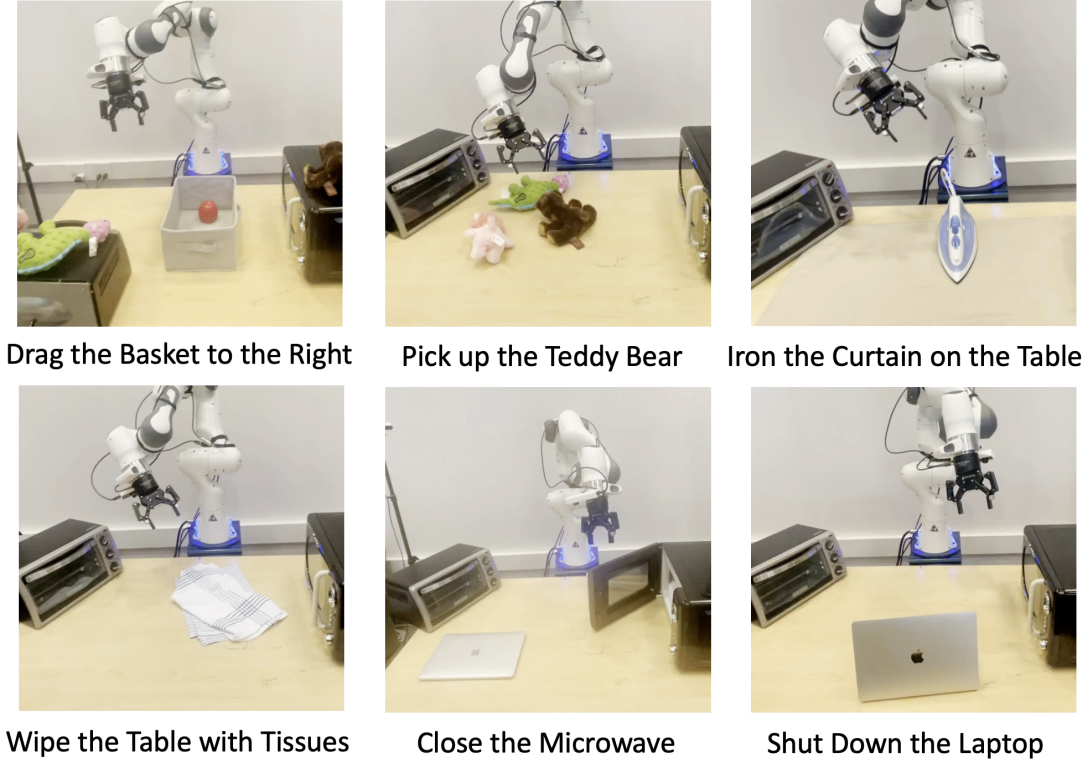 Drag the Basket to the Right
Pick up the Teddy Bear
Iron the Curtain on the Table
Wipe the Table with Tissues
Close the Microwave
Shut Down the Laptop